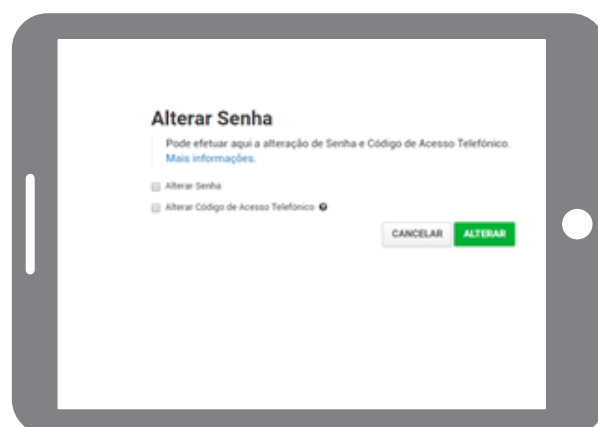 Alterar Senha
Pode efetuar aqui a alteração de Senha e Código de Acesso Telefónico.
Mais informações.
Alterar Senha
Alterar Código de Acesso Telefónico
CANCELAR ALTERAR